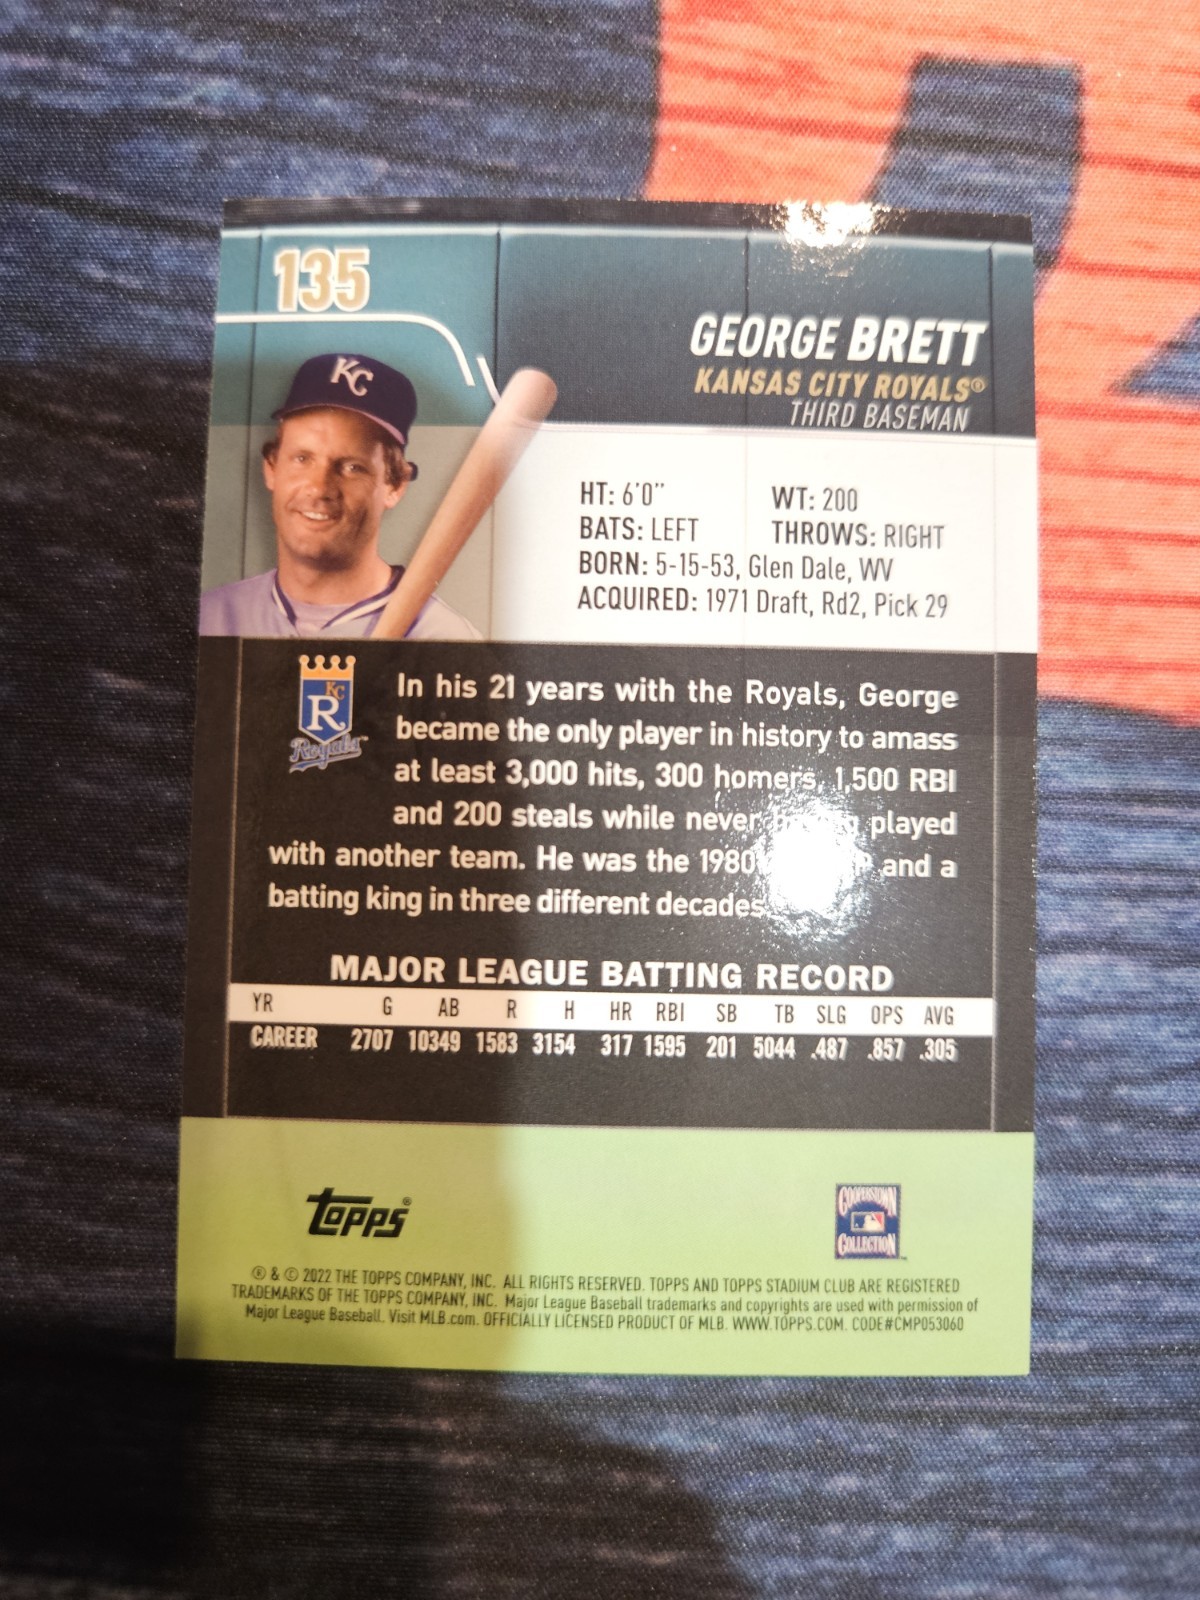 135
GEORGE BRETT
KANSAS CITY ROYALS®
THIRD BASEMAN
KC
HT: 6'0" WT: 200
BATS: LEFT THROWS: RIGHT
BORN: 5-15-53, Glen Dale, WV
ACQUIRED: 1971 Draft, Rd2, Pick 29
KC
R
Royals
In his 21 years with the Royals, George
became the only player in history to amass
at least 3,000 hits, 300 homers, 1,500 RBI
and 200 steals while never played
with another team. He was the 1980 and a
batting king in three different decades
MAJOR LEAGUE BATTING RECORD
YR G AB R H HR RBI SB TB SLG OPS AVG
CAREER 2707 10349 1583 3154 317 1595 201 5044 .487 .857 .305
topps®
COOPERSTOWN
COLLECTION™
® & © 2022 THE TOPPS COMPANY, INC. ALL RIGHTS RESERVED. TOPPS AND TOPPS STADIUM CLUB ARE REGISTERED
TRADEMARKS OF THE TOPPS COMPANY, INC. Major League Baseball trademarks and copyrights are used with permission of
Major League Baseball. Visit MLB.com. OFFICIALLY LICENSED PRODUCT OF MLB. WWW.TOPPS.COM. CODE#CMP053060